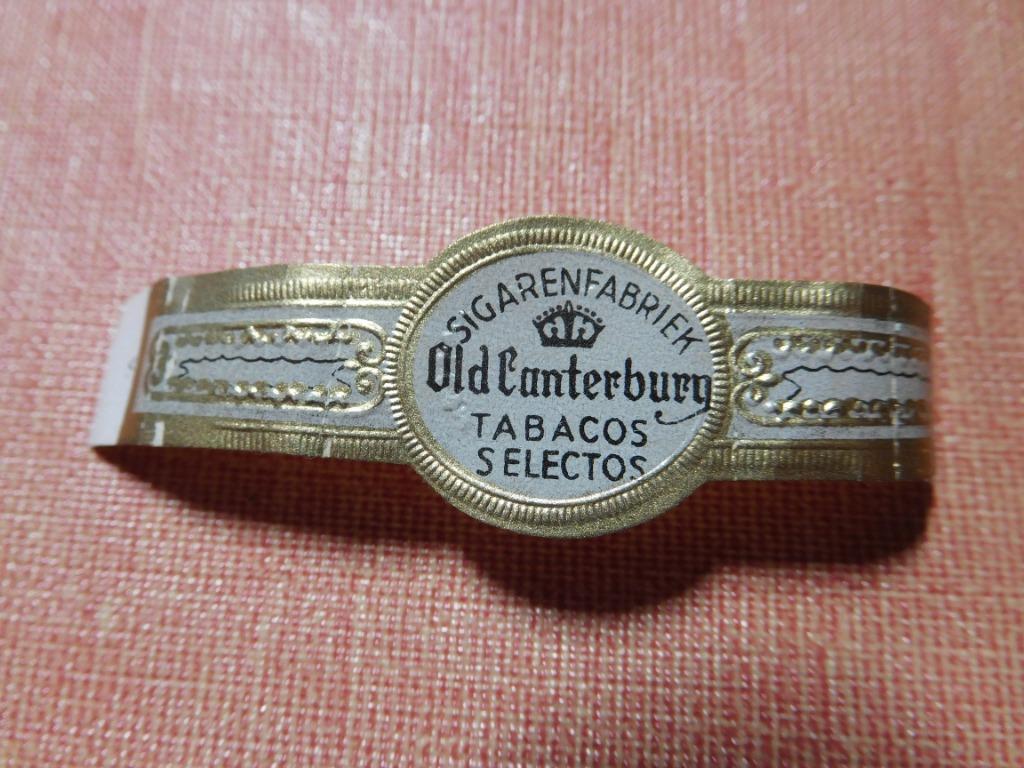 SIGARENFABRIEK
Old Canterbury
TABACOS
SELECTOS